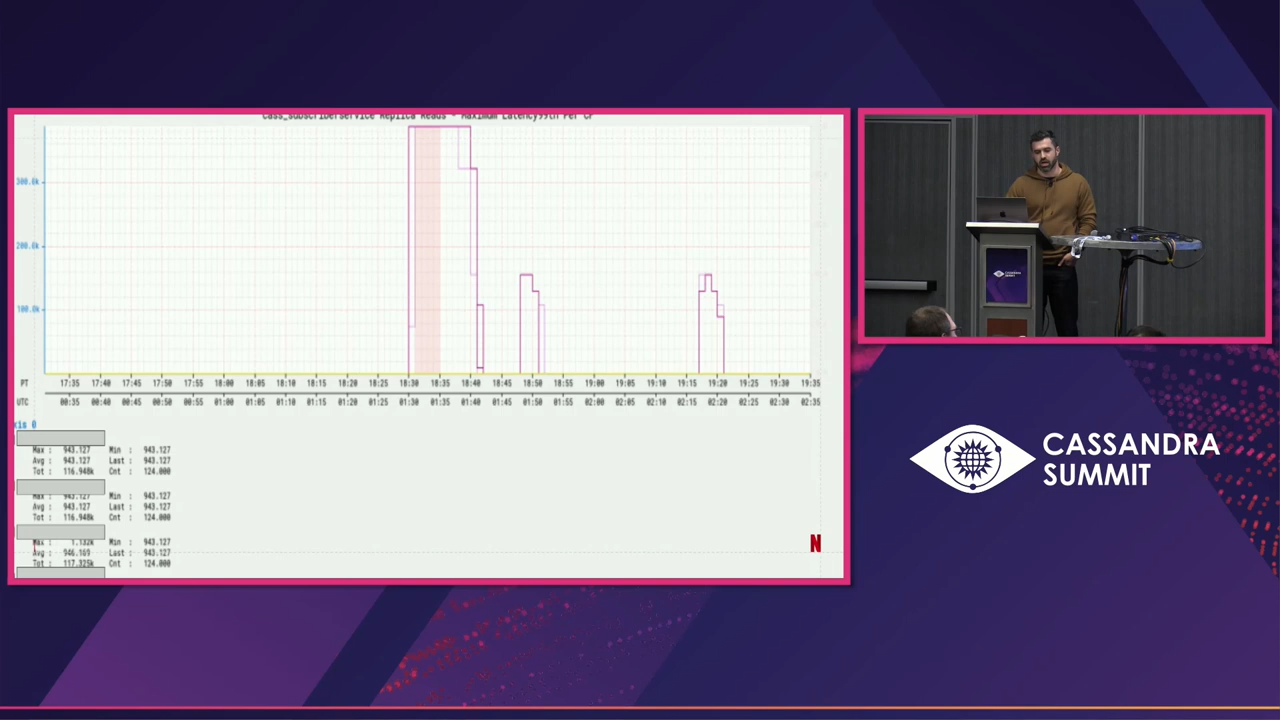 Cass_subscriberservice Replica Reads - Maximum Latency99th Per CF
300.0k
200.0k
100.0k
PT 17:35 17:40 17:45 17:50 17:55 18:00 18:05 18:10 18:15 18:20 18:25 18:30 18:35 18:40 18:45 18:50 18:55 19:00 19:05 19:10 19:15 19:20 19:25 19:30 19:35
UTC 00:35 00:40 00:45 00:50 00:55 01:00 01:05 01:10 01:15 01:20 01:25 01:30 01:35 01:40 01:45 01:50 01:55 02:00 02:05 02:10 02:15 02:20 02:25 02:30 02:35
xis 0
Max : 943.127 Min : 943.127
Avg : 943.127 Last : 943.127
Tot : 116.948k Cnt : 124.000
Max : 943.127 Min : 943.127
Avg : 943.127 Last : 943.127
Tot : 116.948k Cnt : 124.000
Max : 1.132k Min : 943.127
Avg : 946.169 Last : 943.127
Tot : 117.325k Cnt : 124.000
N
CASSANDRA
SUMMIT
CASSANDRA
SUMMIT